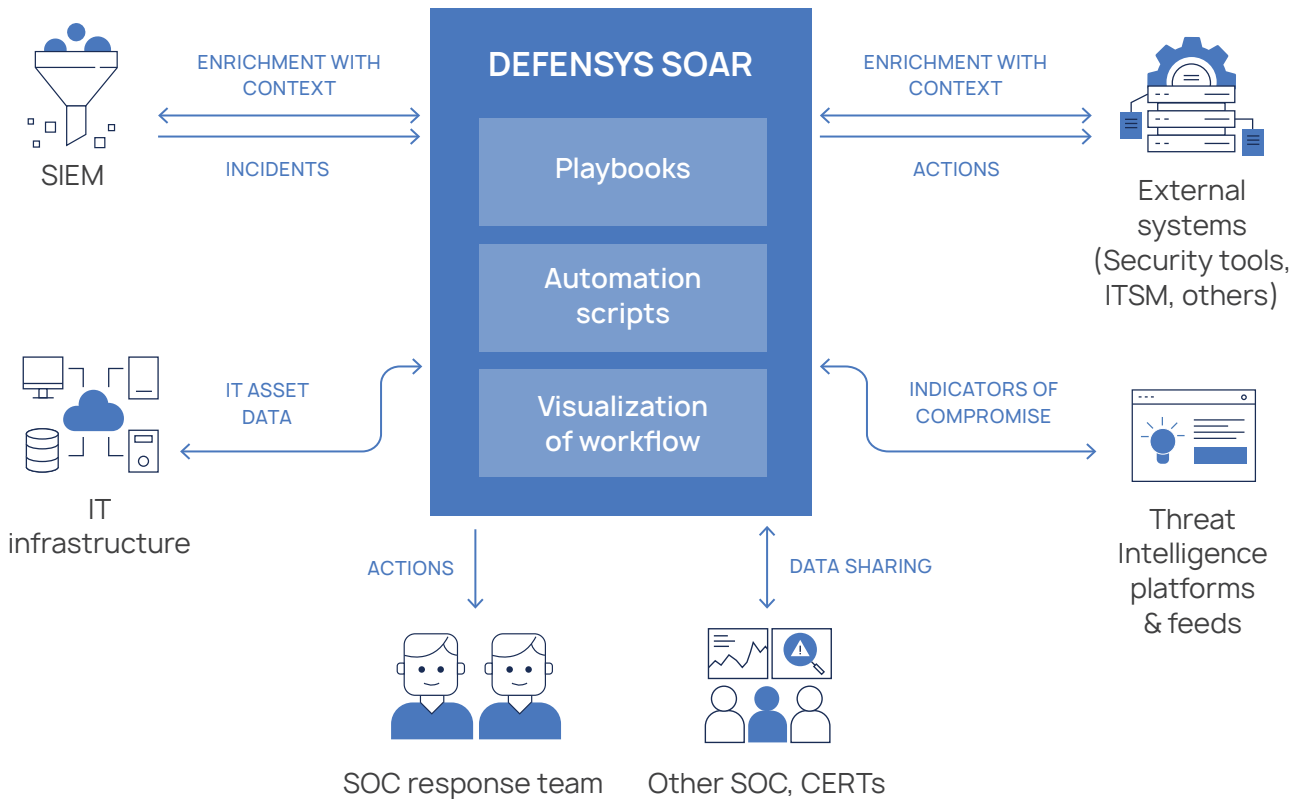 DEFENSYS SOAR
Playbooks
Automation
scripts
Visualization
of workflow
ENRICHMENT WITH
CONTEXT
INCIDENTS
SIEM
ENRICHMENT WITH
CONTEXT
ACTIONS
External
systems
(Security tools,
ITSM, others)
IT ASSET
DATA
IT
infrastructure
INDICATORS OF
COMPROMISE
Threat
Intelligence
platforms
& feeds
ACTIONS
DATA SHARING
SOC response team
Other SOC, CERTs